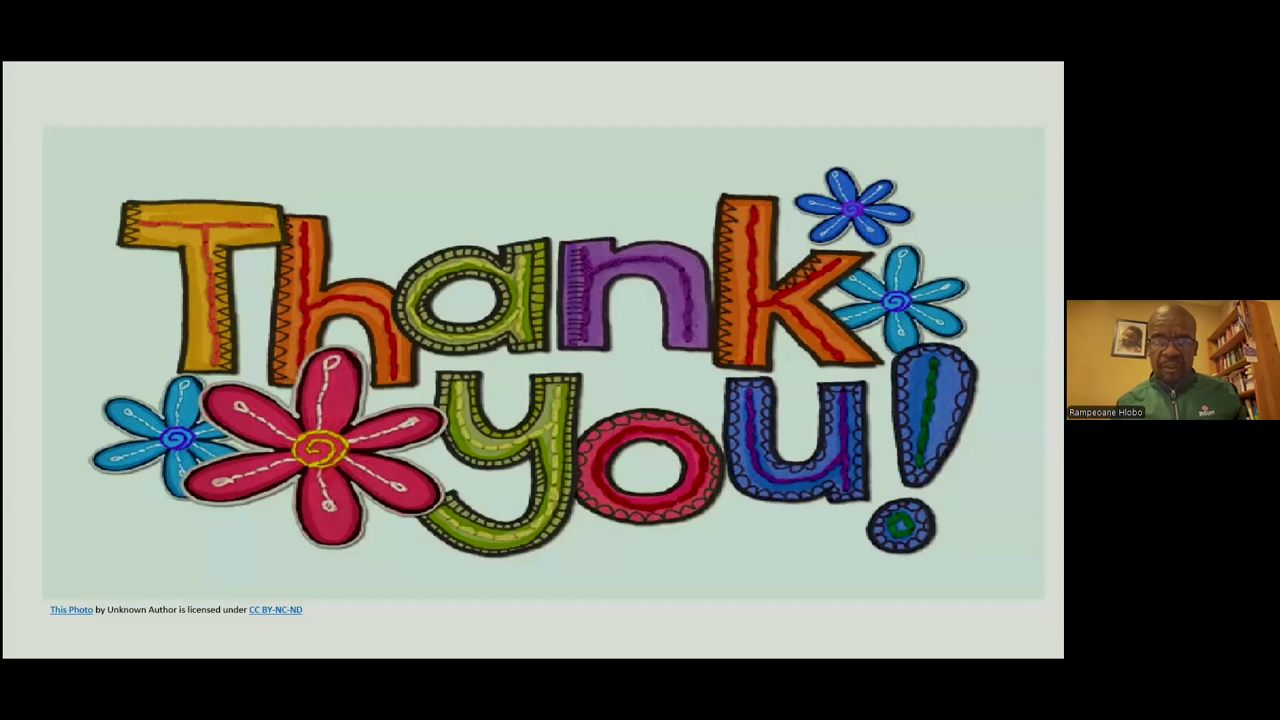 Thank
you!
This Photo by Unknown Author is licensed under CC BY-NC-ND
Rampeoane Hlobo